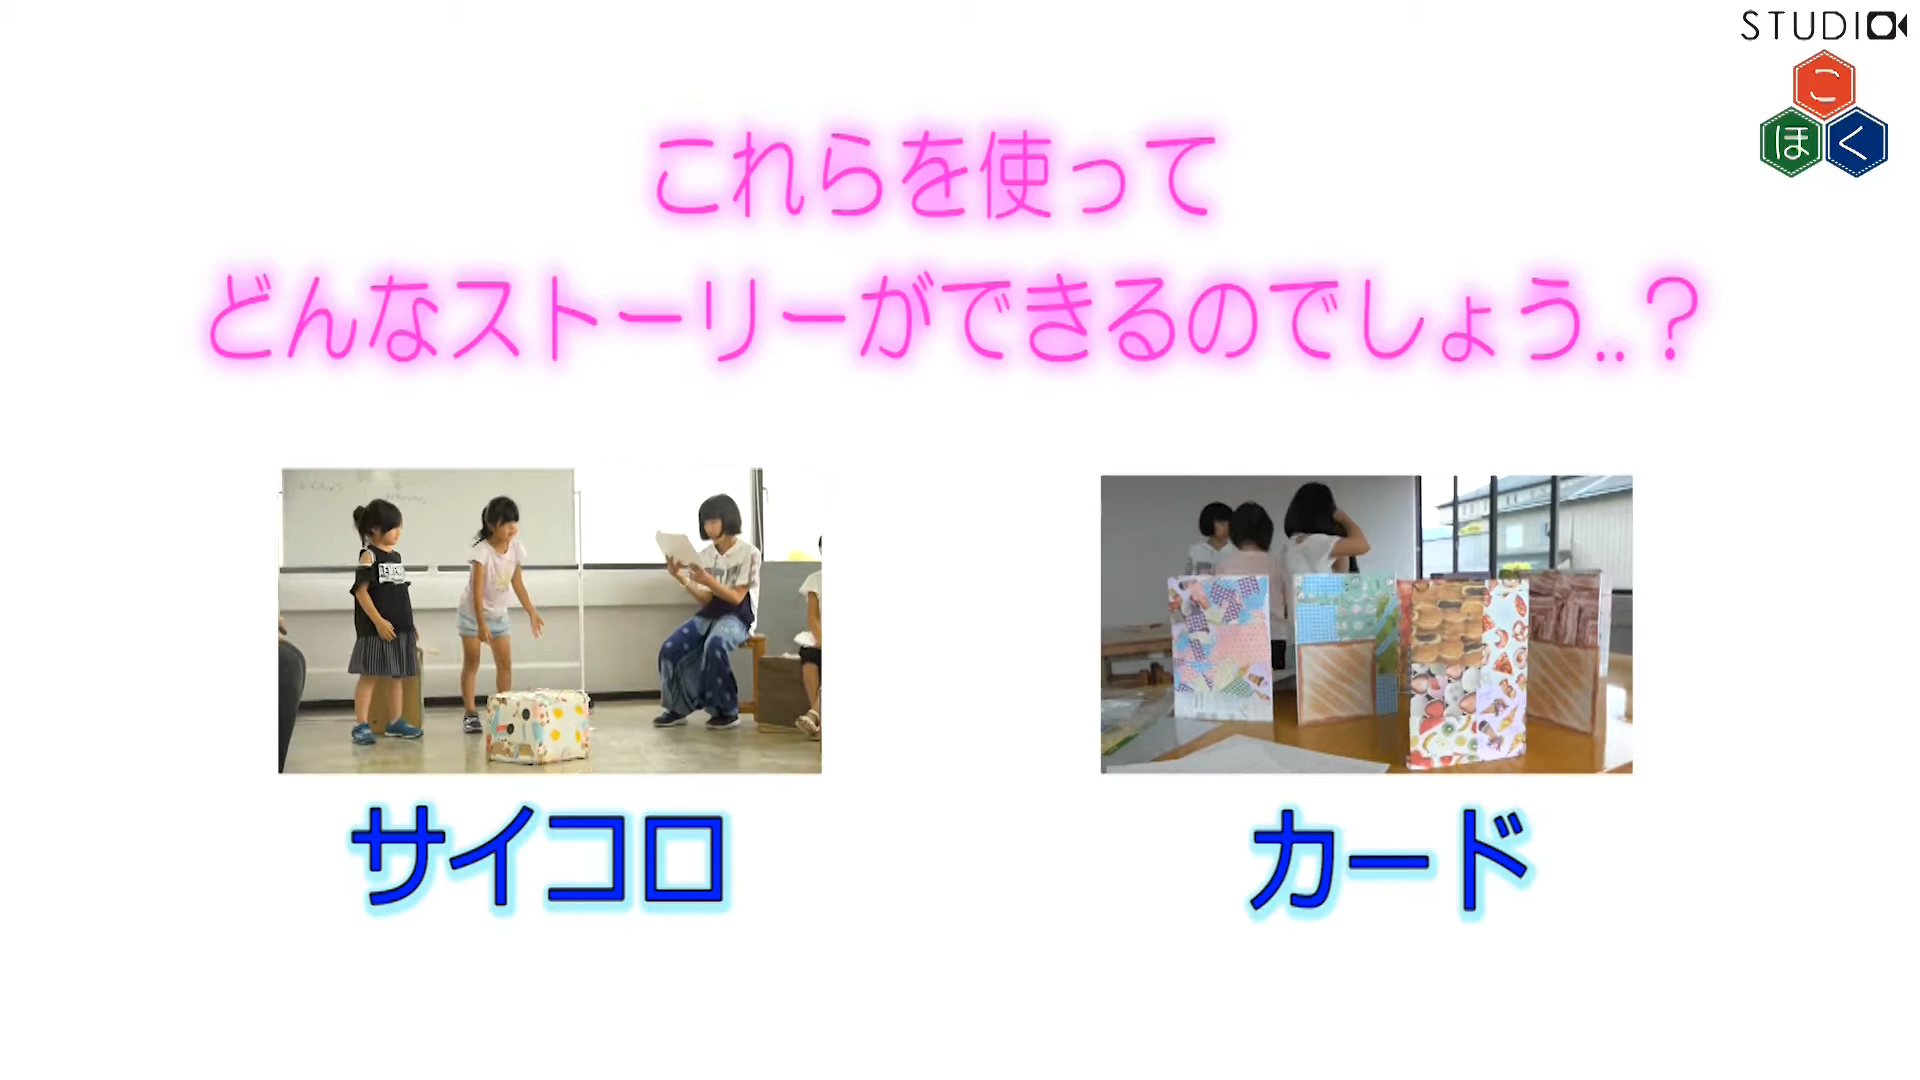 STUDIO
こ
ほく
これらを使って
どんなストーリーができるのでしょう..？
サイコロ
カード